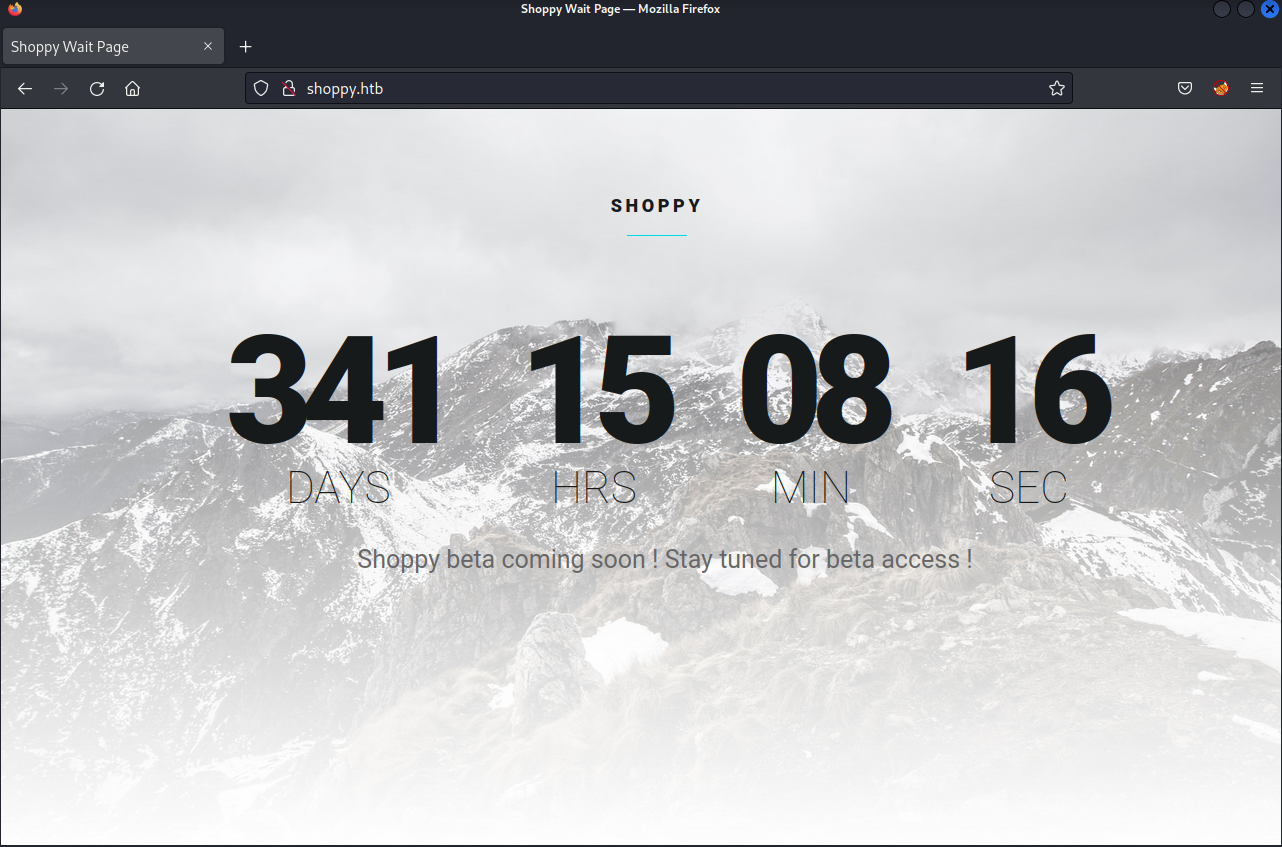 Shoppy Wait Page — Mozilla Firefox
Shoppy Wait Page
shoppy.htb
SHOPPY
341 15 08 16
DAYS HRS MIN SEC
Shoppy beta coming soon ! Stay tuned for beta access !